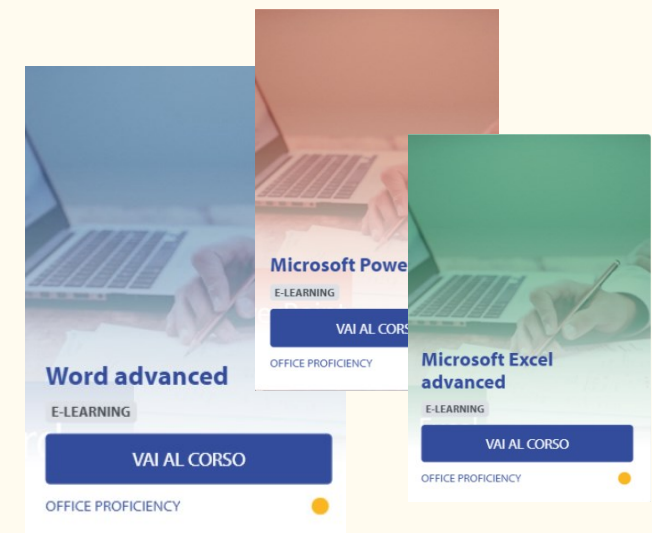 Word advanced
E-LEARNING
VAI AL CORSO
OFFICE PROFICIENCY
Microsoft Powe
E-LEARNING
VAI AL CORS
OFFICE PROFICIENCY
Microsoft Excel
advanced
E-LEARNING
VAI AL CORSO
OFFICE PROFICIENCY